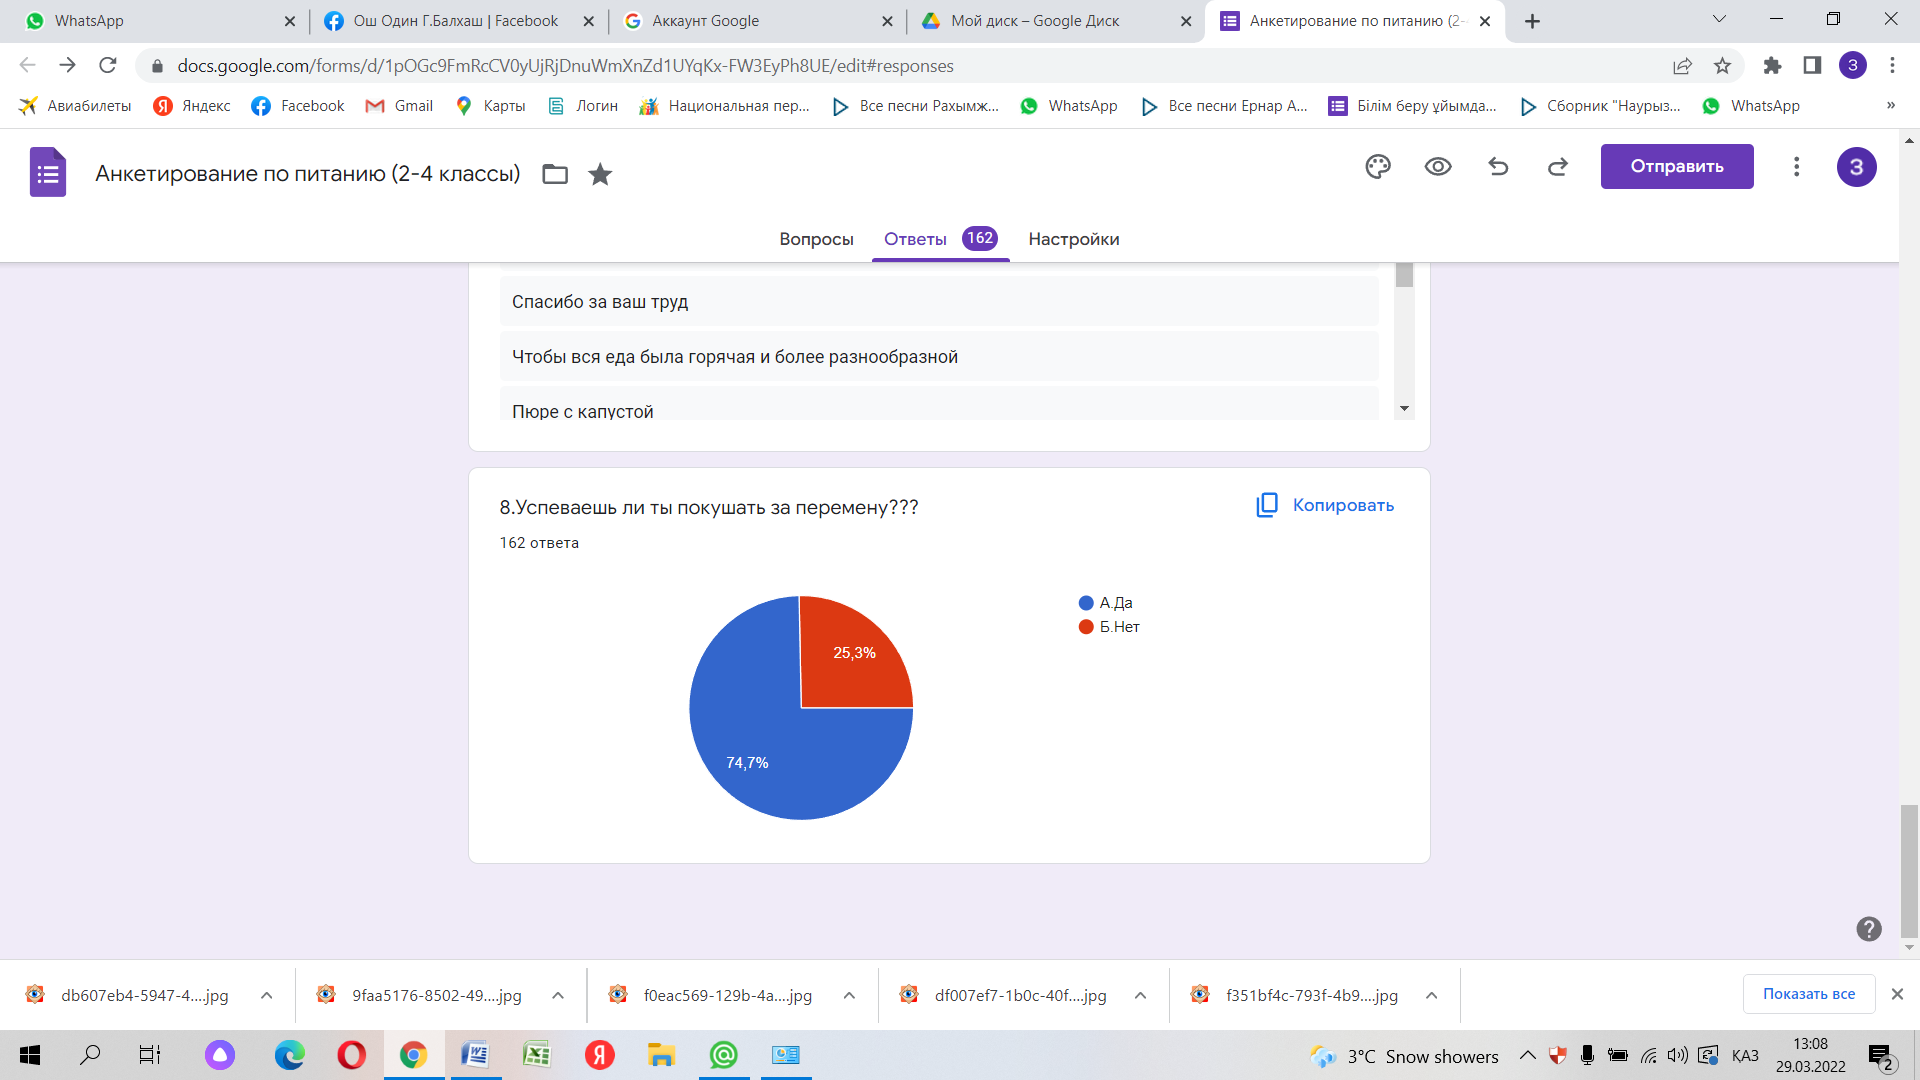 WhatsApp
Ош Один Г.Балхаш | Facebook
Аккаунт Google
Мой диск – Google Диск
Анкетирование по питанию (2-
docs.google.com/forms/d/1pOGc9FmRcCV0yUjRjDnuWmXnZd1UYqKx-FW3EyPh8UE/edit#responses
З
Авиабилеты
Яндекс
Facebook
Gmail
Карты
Логин
Национальная пер...
Все песни Рахымж...
WhatsApp
Все песни Ернар А...
Білім беру ұйымда...
Сборник "Наурыз...
WhatsApp
»
Анкетирование по питанию (2-4 классы)
Отправить
З
Вопросы
Ответы 162
Настройки
Спасибо за ваш труд
Чтобы вся еда была горячая и более разнообразной
Пюре с капустой
8.Успеваешь ли ты покушать за перемену???
Копировать
162 ответа
А.Да
Б.Нет
25,3%
74,7%
db607eb4-5947-4....jpg
9faa5176-8502-49....jpg
f0eac569-129b-4a....jpg
df007ef7-1b0c-40f....jpg
f351bf4c-793f-4b9....jpg
Показать все
3°C Snow showers
ҚАЗ
13:08
29.03.2022
2